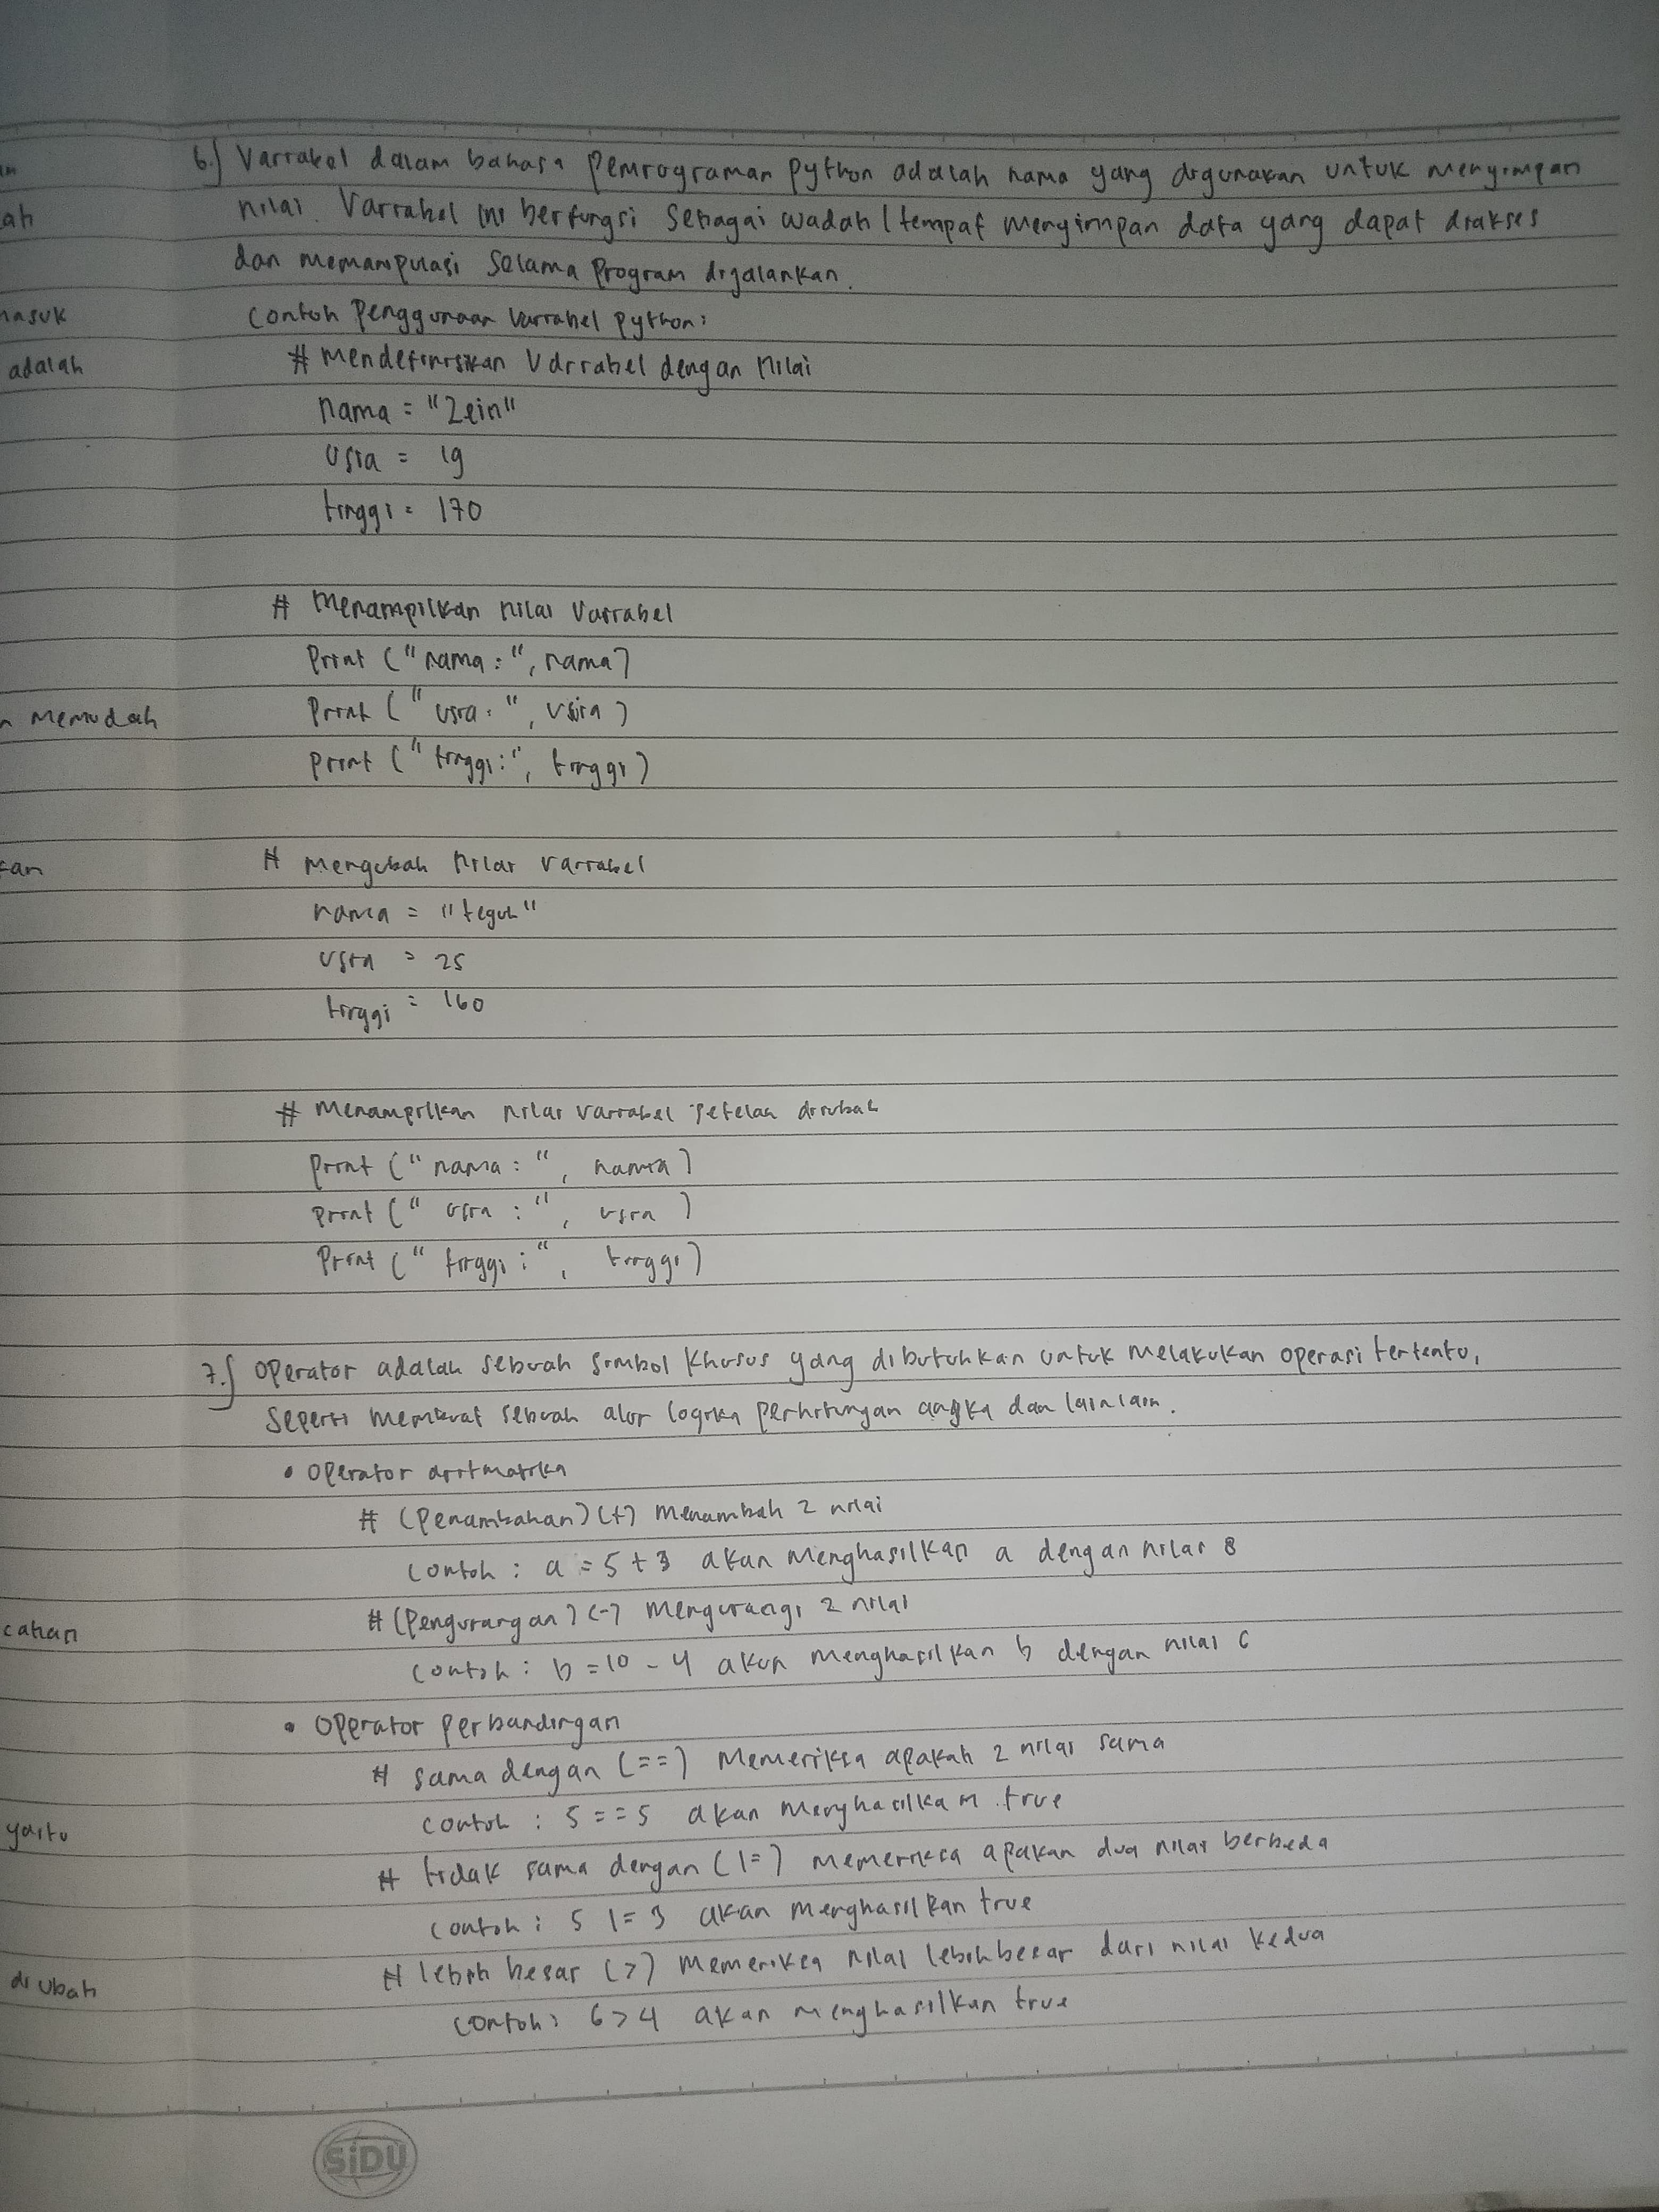 6.) Variabel dalam bahasa pemrograman python adalah nama yang digunakan untuk menyimpan
nilai. Variabel ini berfungsi sebagai wadah / tempat menyimpan data yang dapat diakses
dan memanipulasi selama program dijalankan.
contoh penggunaan variabel python:
# mendefinisikan variabel dengan nilai
nama = "Zein"
usia = 19
tinggi = 170
# Menampilkan nilai variabel
Print ("nama :", nama)
Print ("usia :", usia)
Print ("tinggi :", tinggi)
# mengubah nilai variabel
nama = "teguh"
usia = 25
tinggi = 160
# Menampilkan nilai variabel setelah dirubah
Print ("nama :", nama)
Print ("usia :", usia)
Print ("tinggi :", tinggi)
7.) Operator adalah sebuah simbol khusus yang dibutuhkan untuk melakukan operasi tertentu,
seperti membuat sebuah alur logika perhitungan angka dan lain lain.
• Operator aritmatika
# (Penambahan) (+) menambah 2 nilai
contoh : a = 5 + 3 akan menghasilkan a dengan nilai 8
# (Pengurangan) (-) mengurangi 2 nilai
contoh : b = 10 - 4 akan menghasilkan b dengan nilai 6
• Operator perbandingan
# sama dengan (==) memeriksa apakah 2 nilai sama
contoh : 5 == 5 akan menghasilkan true
# tidak sama dengan (!=) memeriksa apakah dua nilai berbeda
contoh : 5 != 3 akan menghasilkan true
# lebih besar (>) memeriksa nilai lebih besar dari nilai kedua
contoh : 6 > 4 akan menghasilkan true
ah
masuk
adalah
memudah
kan
cahan
yaitu
diubah
SiDU